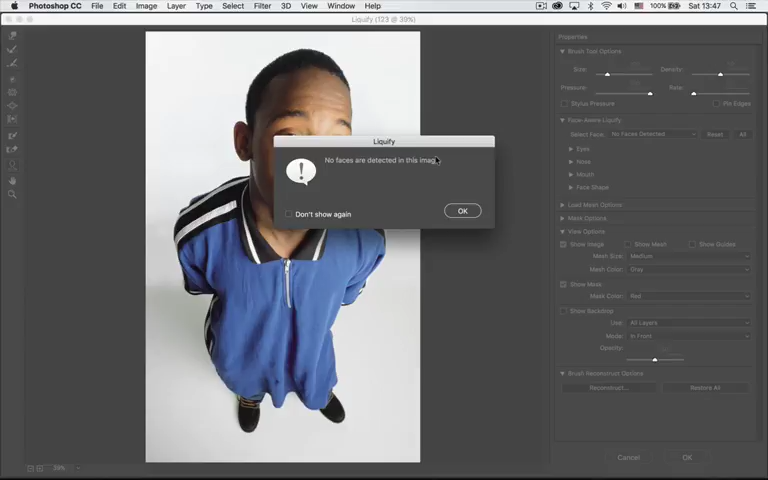 Photoshop CC File Edit Image Layer Type Select Filter 3D View Window Help 100% Sat 13:47
Liquify (123 @ 39%)
Properties
Brush Tool Options
Size: Density:
Pressure: Rate:
Stylus Pressure Pin Edges
Face-Aware Liquify
Select Face: No Faces Detected Reset All
Eyes
Nose
Mouth
Face Shape
Load Mesh Options
Mask Options
View Options
Show Image Show Mesh Show Guides
Mesh Size: Medium
Mesh Color: Gray
Show Mask
Mask Color: Red
Show Backdrop
Use: All Layers
Mode: In Front
Opacity:
Brush Reconstruct Options
Reconstruct... Restore All
Cancel OK
Liquify
No faces are detected in this image
Don't show again OK
39%